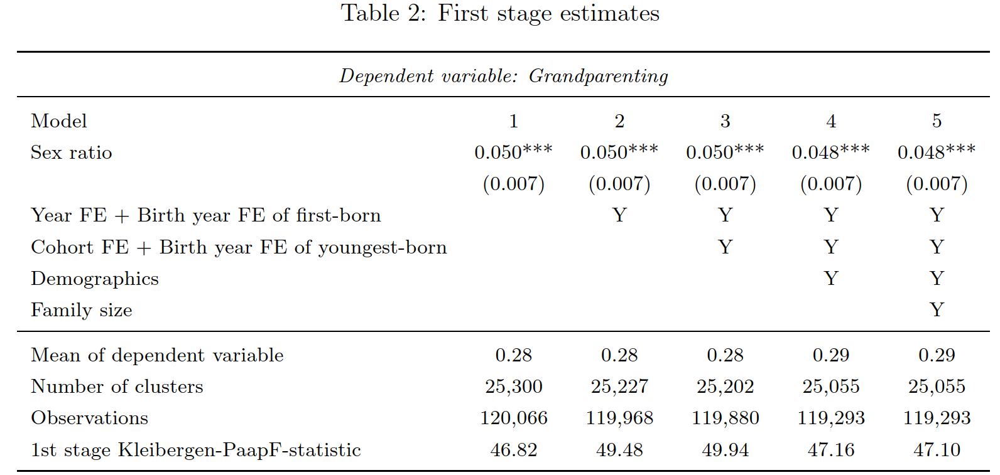 Table 2: First stage estimates
Dependent variable: Grandparenting
Model 1 2 3 4 5
Sex ratio 0.050*** 0.050*** 0.050*** 0.048*** 0.048***
(0.007) (0.007) (0.007) (0.007) (0.007)
Year FE + Birth year FE of first-born Y Y Y Y
Cohort FE + Birth year FE of youngest-born Y Y Y
Demographics Y Y
Family size Y
Mean of dependent variable 0.28 0.28 0.28 0.29 0.29
Number of clusters 25,300 25,227 25,202 25,055 25,055
Observations 120,066 119,968 119,880 119,293 119,293
1st stage Kleibergen-PaapF-statistic 46.82 49.48 49.94 47.16 47.10